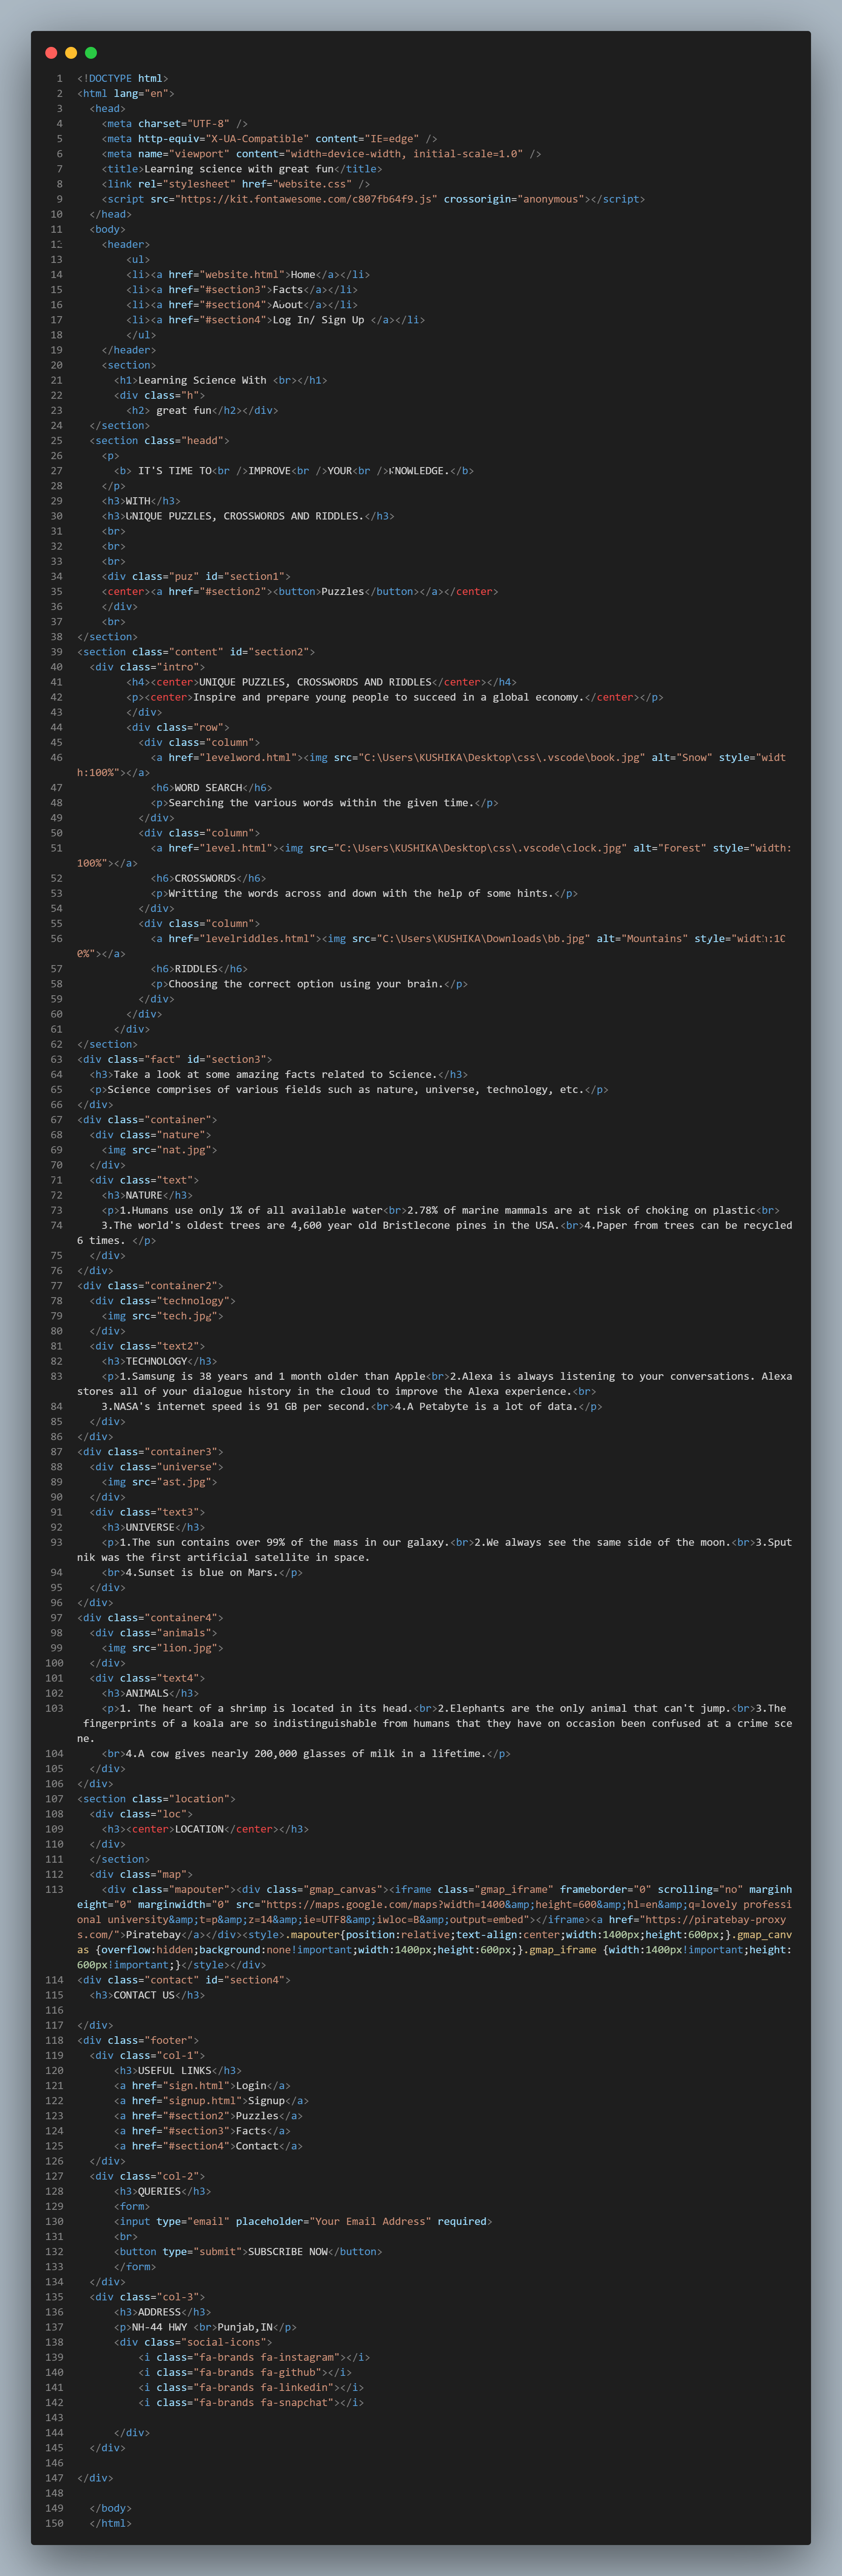 1 <!DOCTYPE html>
2 <html lang="en">
3   <head>
4     <meta charset="UTF-8" />
5     <meta http-equiv="X-UA-Compatible" content="IE=edge" />
6     <meta name="viewport" content="width=device-width, initial-scale=1.0" />
7     <title>Learning science with great fun</title>
8     <link rel="stylesheet" href="website.css" />
9     <script src="https://kit.fontawesome.com/c807fb64f9.js" crossorigin="anonymous"></script>
10   </head>
11   <body>
12     <header>
13         <ul>
14         <li><a href="website.html">Home</a></li>
15         <li><a href="#section3">Facts</a></li>
16         <li><a href="#section4">About</a></li>
17         <li><a href="#section4">Log In/ Sign Up </a></li>
18         </ul>
19     </header>
20     <section>
21       <h1>Learning Science With <br></h1>
22       <div class="h">
23         <h2> great fun</h2></div>
24   </section>
25   <section class="headd">
26     <p>
27       <b> IT'S TIME TO<br />IMPROVE<br />YOUR<br />KNOWLEDGE.</b>
28     </p>
29     <h3>WITH</h3>
30     <h3>UNIQUE PUZZLES, CROSSWORDS AND RIDDLES.</h3>
31     <br>
32     <br>
33     <br>
34     <div class="puz" id="section1">
35     <center><a href="#section2"><button>Puzzles</button></a></center>
36     </div>
37     <br>
38 </section>
39 <section class="content" id="section2">
40   <div class="intro">
41         <h4><center>UNIQUE PUZZLES, CROSSWORDS AND RIDDLES</center></h4>
42         <p><center>Inspire and prepare young people to succeed in a global economy.</center></p>
43         </div>
44         <div class="row">
45           <div class="column">
46             <a href="levelword.html"><img src="C:\Users\KUSHIKA\Desktop\css\.vscode\book.jpg" alt="Snow" style="widt
h:100%"></a>
47             <h6>WORD SEARCH</h6>
48             <p>Searching the various words within the given time.</p>
49           </div>
50           <div class="column">
51             <a href="level.html"><img src="C:\Users\KUSHIKA\Desktop\css\.vscode\clock.jpg" alt="Forest" style="width:
100%"></a>
52             <h6>CROSSWORDS</h6>
53             <p>Writting the words across and down with the help of some hints.</p>
54           </div>
55           <div class="column">
56             <a href="levelriddles.html"><img src="C:\Users\KUSHIKA\Downloads\bb.jpg" alt="Mountains" style="width:10
0%"></a>
57             <h6>RIDDLES</h6>
58             <p>Choosing the correct option using your brain.</p>
59           </div>
60         </div>
61       </div>
62 </section>
63 <div class="fact" id="section3">
64   <h3>Take a look at some amazing facts related to Science.</h3>
65   <p>Science comprises of various fields such as nature, universe, technology, etc.</p>
66 </div>
67 <div class="container">
68   <div class="nature">
69     <img src="nat.jpg">
70   </div>
71   <div class="text">
72     <h3>NATURE</h3>
73     <p>1.Humans use only 1% of all available water<br>2.78% of marine mammals are at risk of choking on plastic<br>
74     3.The world's oldest trees are 4,600 year old Bristlecone pines in the USA.<br>4.Paper from trees can be recycled
6 times. </p>
75   </div>
76 </div>
77 <div class="container2">
78   <div class="technology">
79     <img src="tech.jpg">
80   </div>
81   <div class="text2">
82     <h3>TECHNOLOGY</h3>
83     <p>1.Samsung is 38 years and 1 month older than Apple<br>2.Alexa is always listening to your conversations. Alexa
stores all of your dialogue history in the cloud to improve the Alexa experience.<br>
84     3.NASA's internet speed is 91 GB per second.<br>4.A Petabyte is a lot of data.</p>
85   </div>
86 </div>
87 <div class="container3">
88   <div class="universe">
89     <img src="ast.jpg">
90   </div>
91   <div class="text3">
92     <h3>UNIVERSE</h3>
93     <p>1.The sun contains over 99% of the mass in our galaxy.<br>2.We always see the same side of the moon.<br>3.Sput
nik was the first artificial satellite in space.
94     <br>4.Sunset is blue on Mars.</p>
95   </div>
96 </div>
97 <div class="container4">
98   <div class="animals">
99     <img src="lion.jpg">
100   </div>
101   <div class="text4">
102     <h3>ANIMALS</h3>
103     <p>1. The heart of a shrimp is located in its head.<br>2.Elephants are the only animal that can't jump.<br>3.The
 fingerprints of a koala are so indistinguishable from humans that they have on occasion been confused at a crime sce
ne.
104     <br>4.A cow gives nearly 200,000 glasses of milk in a lifetime.</p>
105   </div>
106 </div>
107 <section class="location">
108   <div class="loc">
109     <h3><center>LOCATION</center></h3>
110   </div>
111   </section>
112   <div class="map">
113     <div class="mapouter"><div class="gmap_canvas"><iframe class="gmap_iframe" frameborder="0" scrolling="no" marginh
eight="0" marginwidth="0" src="https://maps.google.com/maps?width=1400&amp;height=600&amp;hl=en&amp;q=lovely professi
onal university&amp;t=p&amp;z=14&amp;ie=UTF8&amp;iwloc=B&amp;output=embed"></iframe><a href="https://piratebay-proxy
s.com/">Piratebay</a></div><style>.mapouter{position:relative;text-align:center;width:1400px;height:600px;}.gmap_canv
as {overflow:hidden;background:none!important;width:1400px;height:600px;}.gmap_iframe {width:1400px!important;height:
600px!important;}</style></div>
114 <div class="contact" id="section4">
115   <h3>CONTACT US</h3>
116
117 </div>
118 <div class="footer">
119   <div class="col-1">
120       <h3>USEFUL LINKS</h3>
121       <a href="sign.html">Login</a>
122       <a href="signup.html">Signup</a>
123       <a href="#section2">Puzzles</a>
124       <a href="#section3">Facts</a>
125       <a href="#section4">Contact</a>
126   </div>
127   <div class="col-2">
128       <h3>QUERIES</h3>
129       <form>
130       <input type="email" placeholder="Your Email Address" required>
131       <br>
132       <button type="submit">SUBSCRIBE NOW</button>
133       </form>
134   </div>
135   <div class="col-3">
136       <h3>ADDRESS</h3>
137       <p>NH-44 HWY <br>Punjab,IN</p>
138       <div class="social-icons">
139           <i class="fa-brands fa-instagram"></i>
140           <i class="fa-brands fa-github"></i>
141           <i class="fa-brands fa-linkedin"></i>
142           <i class="fa-brands fa-snapchat"></i>
143
144       </div>
145   </div>
146
147 </div>
148
149   </body>
150   </html>